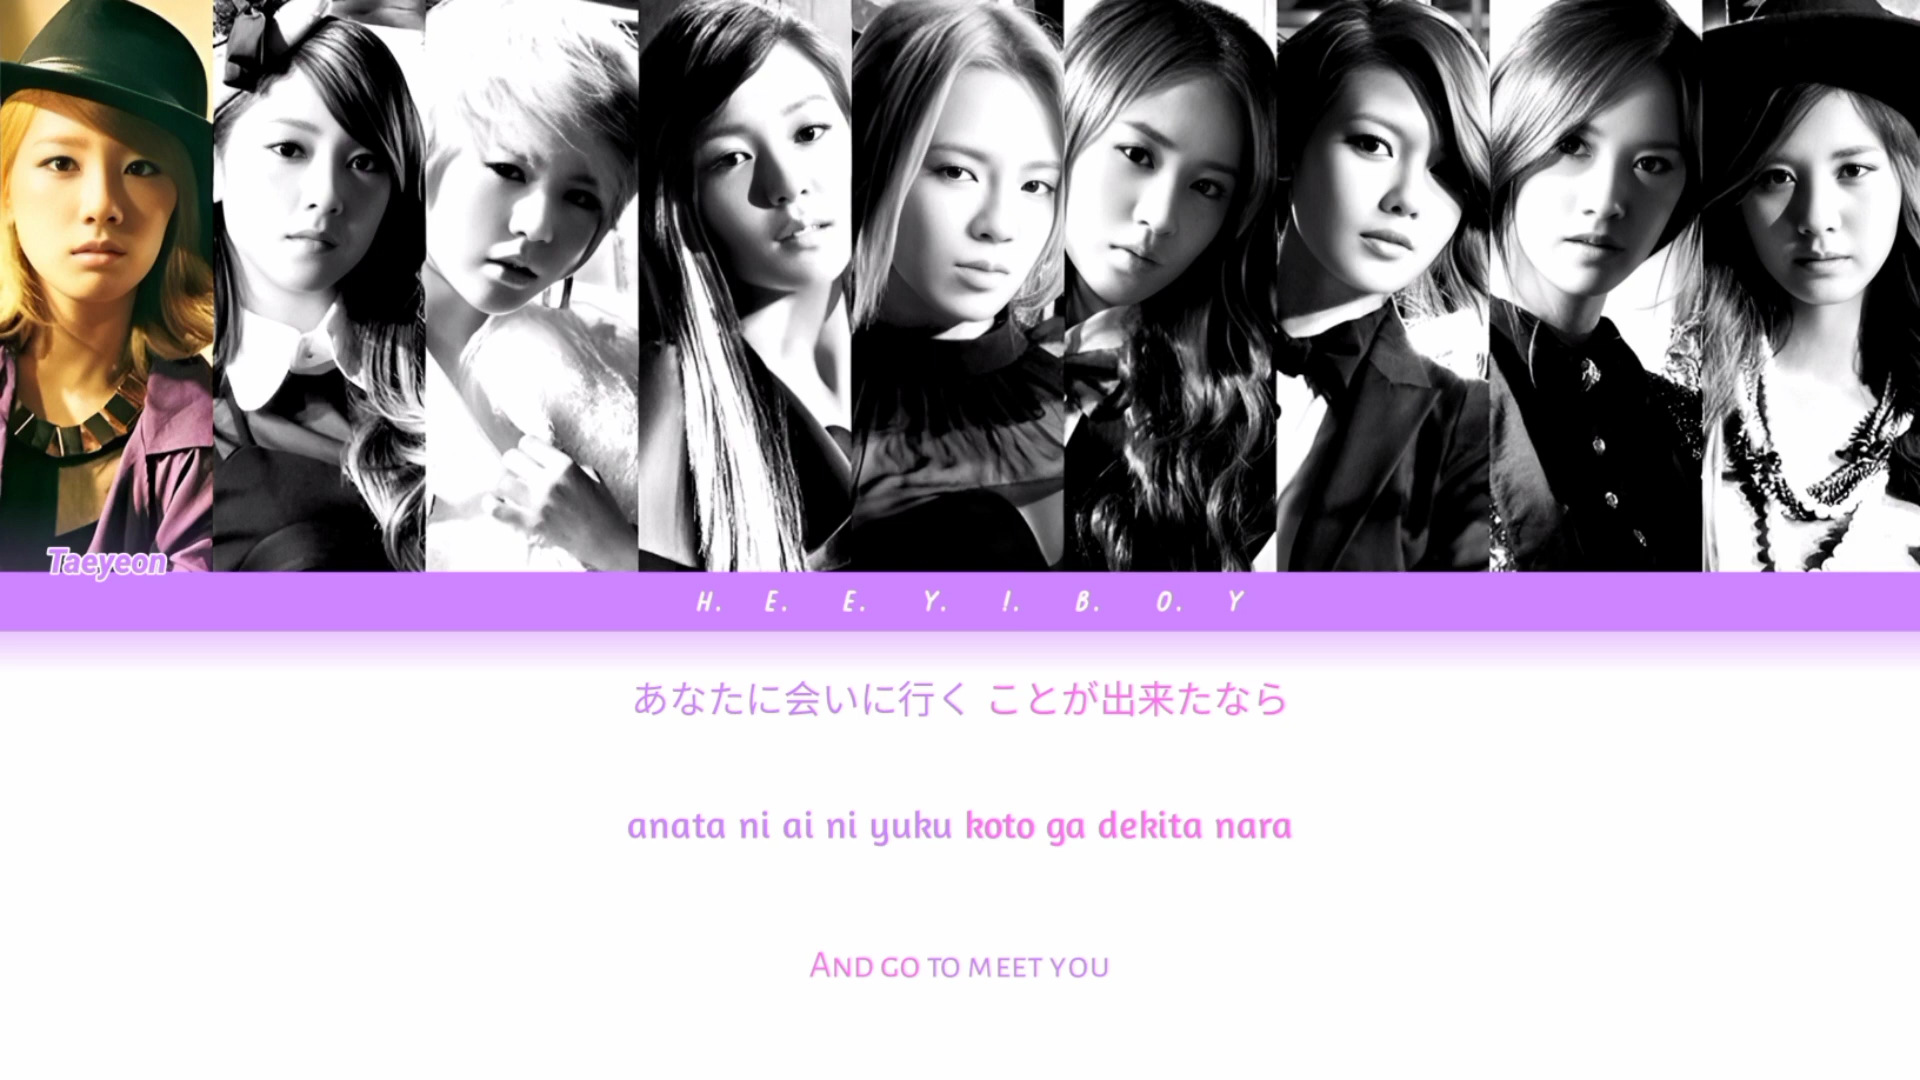 Taeyeon
H. E. E. Y. !. B. O. Y
あなたに会いに行く ことが出来たなら
anata ni ai ni yuku koto ga dekita nara
AND GO TO MEET YOU